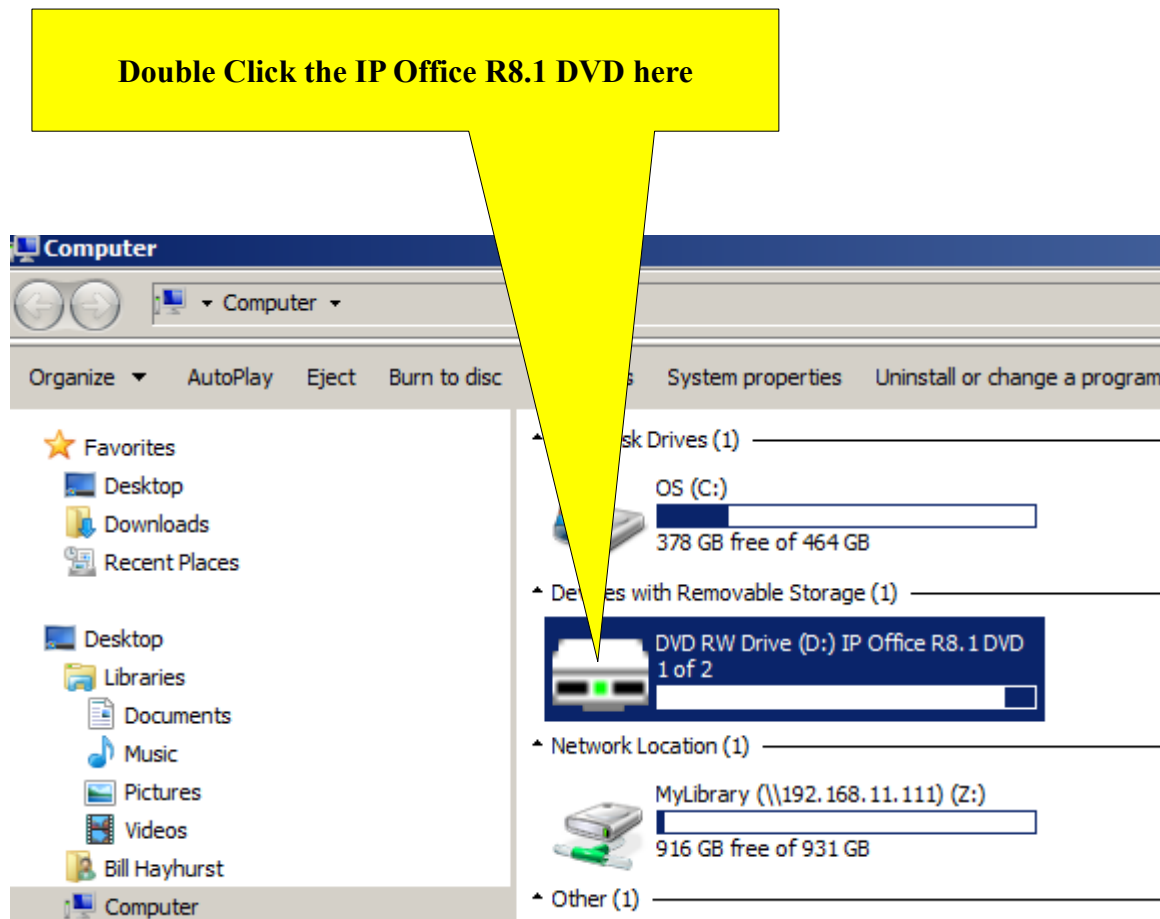 Double Click the IP Office R8.1 DVD here
Computer
Computer
Organize AutoPlay Eject Burn to disc System properties Uninstall or change a program
Favorites
Desktop
Downloads
Recent Places
Desktop
Libraries
Documents
Music
Pictures
Videos
Bill Hayhurst
Computer
Drives (1)
OS (C:)
378 GB free of 464 GB
Devices with Removable Storage (1)
DVD RW Drive (D:) IP Office R8.1 DVD
1 of 2
Network Location (1)
MyLibrary (\\192.168.11.111) (Z:)
916 GB free of 931 GB
Other (1)